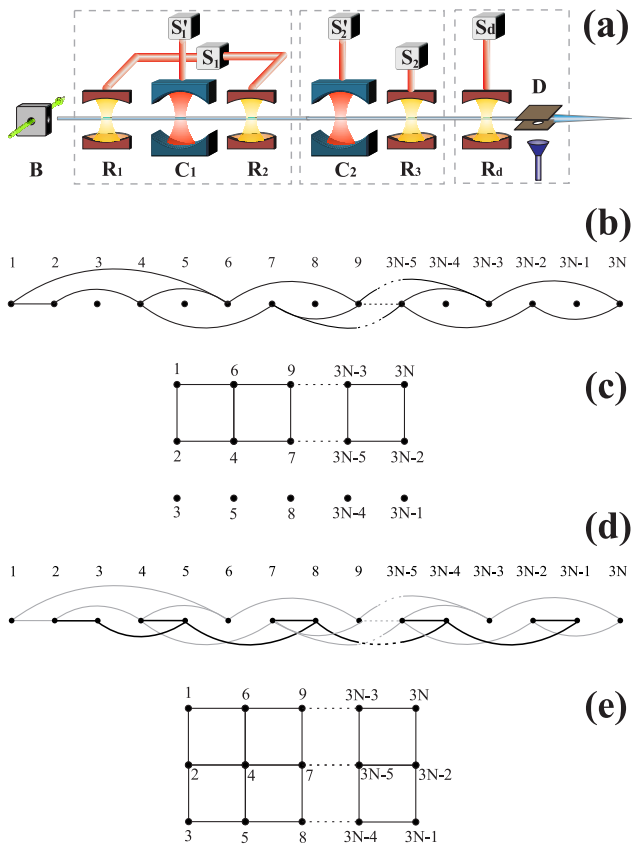 (a)
S'1 S1 S'2 S2 Sd D
B R1 C1 R2 C2 R3 Rd
(b)
1 2 3 4 5 6 7 8 9 3N-5 3N-4 3N-3 3N-2 3N-1 3N
(c)
1 6 9 3N-3 3N
2 4 7 3N-5 3N-2
3 5 8 3N-4 3N-1
(d)
1 2 3 4 5 6 7 8 9 3N-5 3N-4 3N-3 3N-2 3N-1 3N
(e)
1 6 9 3N-3 3N
2 4 7 3N-5 3N-2
3 5 8 3N-4 3N-1